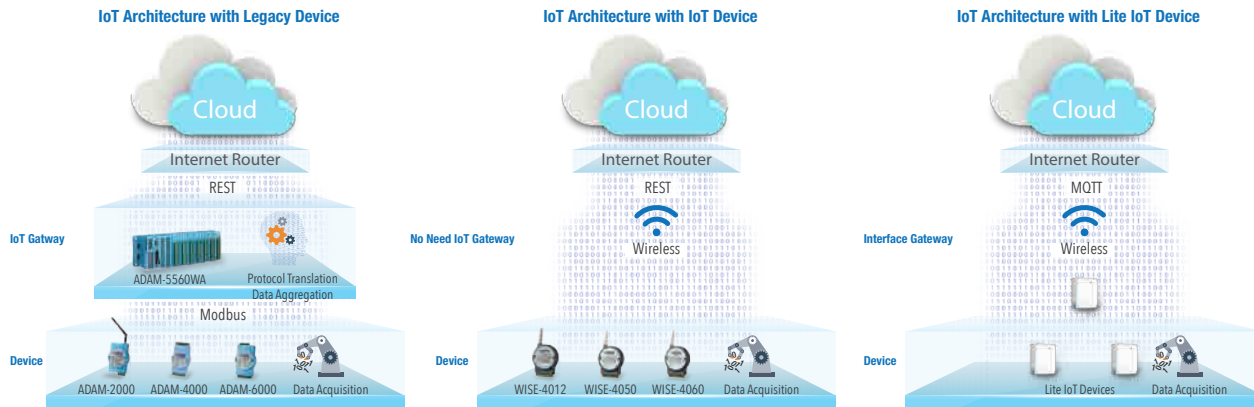 IoT Architecture with Legacy Device
Cloud
Internet Router
REST
IoT Gatway
ADAM-5560WA
Protocol Translation
Data Aggregation
Modbus
Device
ADAM-2000
ADAM-4000
ADAM-6000
Data Acquisition
IoT Architecture with IoT Device
Cloud
Internet Router
REST
No Need IoT Gateway
Wireless
Device
WISE-4012
WISE-4050
WISE-4060
Data Acquisition
IoT Architecture with Lite IoT Device
Cloud
Internet Router
MQTT
Interface Gateway
Wireless
Device
Lite IoT Devices
Data Acquisition